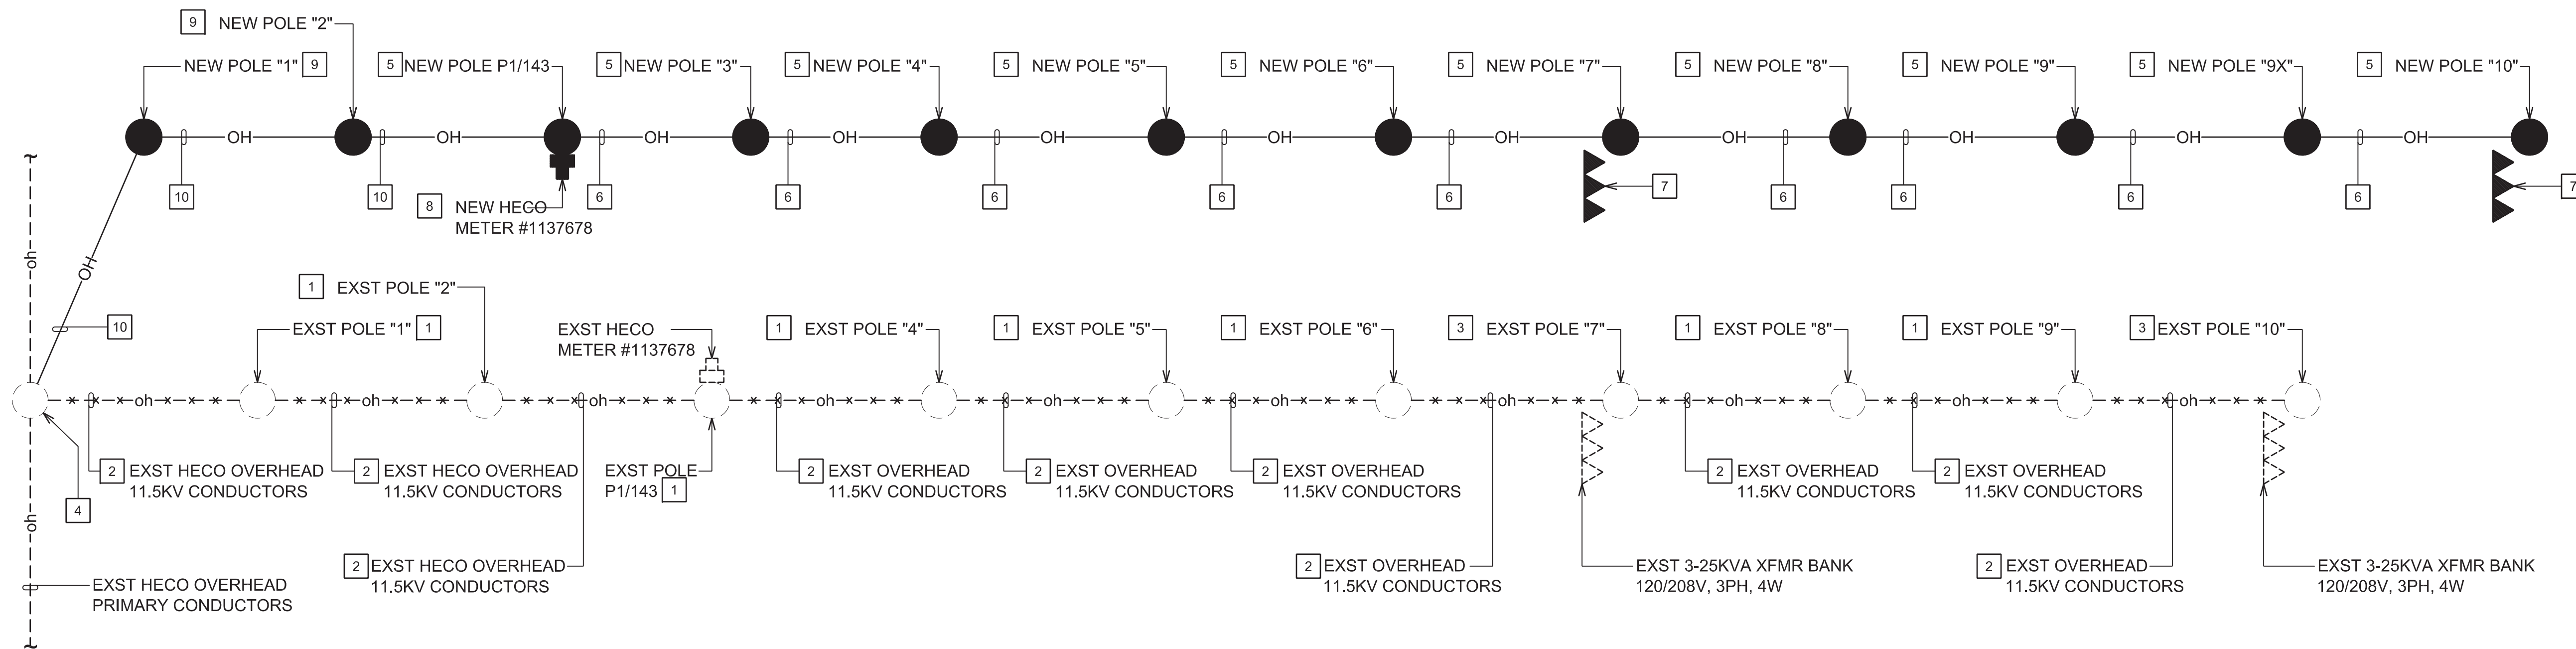 9 NEW POLE "2"
NEW POLE "1" 9
5 NEW POLE P1/143
5 NEW POLE "3"
5 NEW POLE "4"
5 NEW POLE "5"
5 NEW POLE "6"
5 NEW POLE "7"
5 NEW POLE "8"
5 NEW POLE "9"
5 NEW POLE "9X"
5 NEW POLE "10"
OH
OH
OH
OH
OH
OH
OH
OH
OH
OH
OH
10
10
6
6
6
6
6
7
6
6
6
6
7
8 NEW HECO
METER #1137678
oh
OH
10
1 EXST POLE "2"
EXST POLE "1" 1
EXST HECO
METER #1137678
1 EXST POLE "4"
1 EXST POLE "5"
1 EXST POLE "6"
3 EXST POLE "7"
1 EXST POLE "8"
1 EXST POLE "9"
3 EXST POLE "10"
oh
oh
oh
oh
oh
oh
oh
oh
oh
oh
2 EXST HECO OVERHEAD
11.5KV CONDUCTORS
2 EXST HECO OVERHEAD
11.5KV CONDUCTORS
EXST POLE
P1/143 1
2 EXST OVERHEAD
11.5KV CONDUCTORS
2 EXST OVERHEAD
11.5KV CONDUCTORS
2 EXST OVERHEAD
11.5KV CONDUCTORS
2 EXST OVERHEAD
11.5KV CONDUCTORS
2 EXST OVERHEAD
11.5KV CONDUCTORS
4
oh
EXST HECO OVERHEAD
PRIMARY CONDUCTORS
2 EXST HECO OVERHEAD
11.5KV CONDUCTORS
2 EXST OVERHEAD
11.5KV CONDUCTORS
EXST 3-25KVA XFMR BANK
120/208V, 3PH, 4W
2 EXST OVERHEAD
11.5KV CONDUCTORS
EXST 3-25KVA XFMR BANK
120/208V, 3PH, 4W